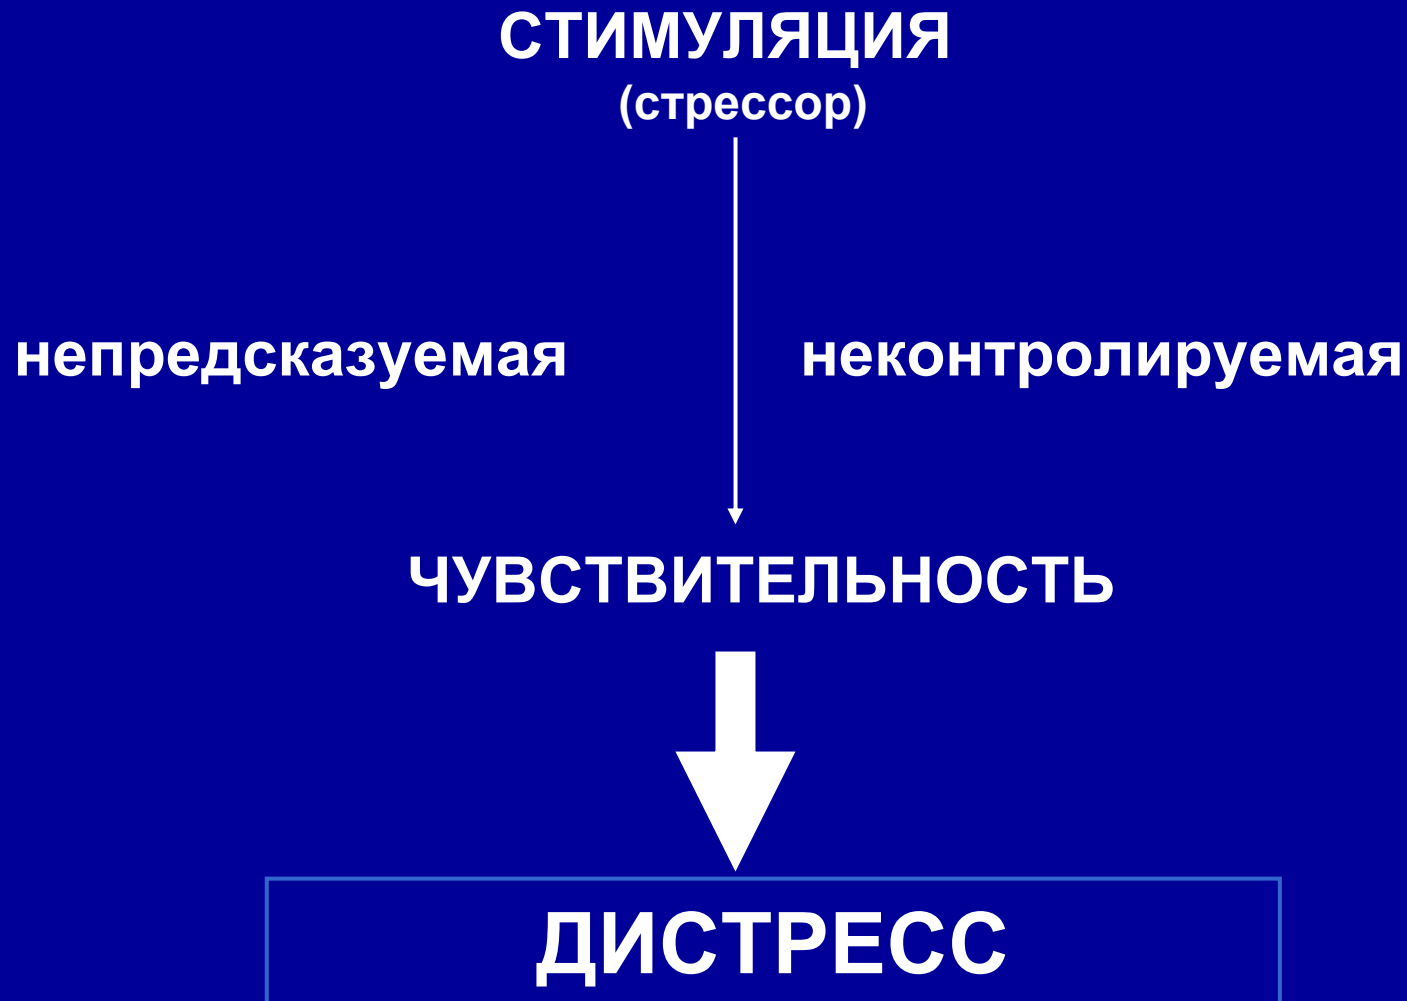 СТИМУЛЯЦИЯ
(стрессор)
непредсказуемая неконтролируемая
ЧУВСТВИТЕЛЬНОСТЬ
ДИСТРЕСС